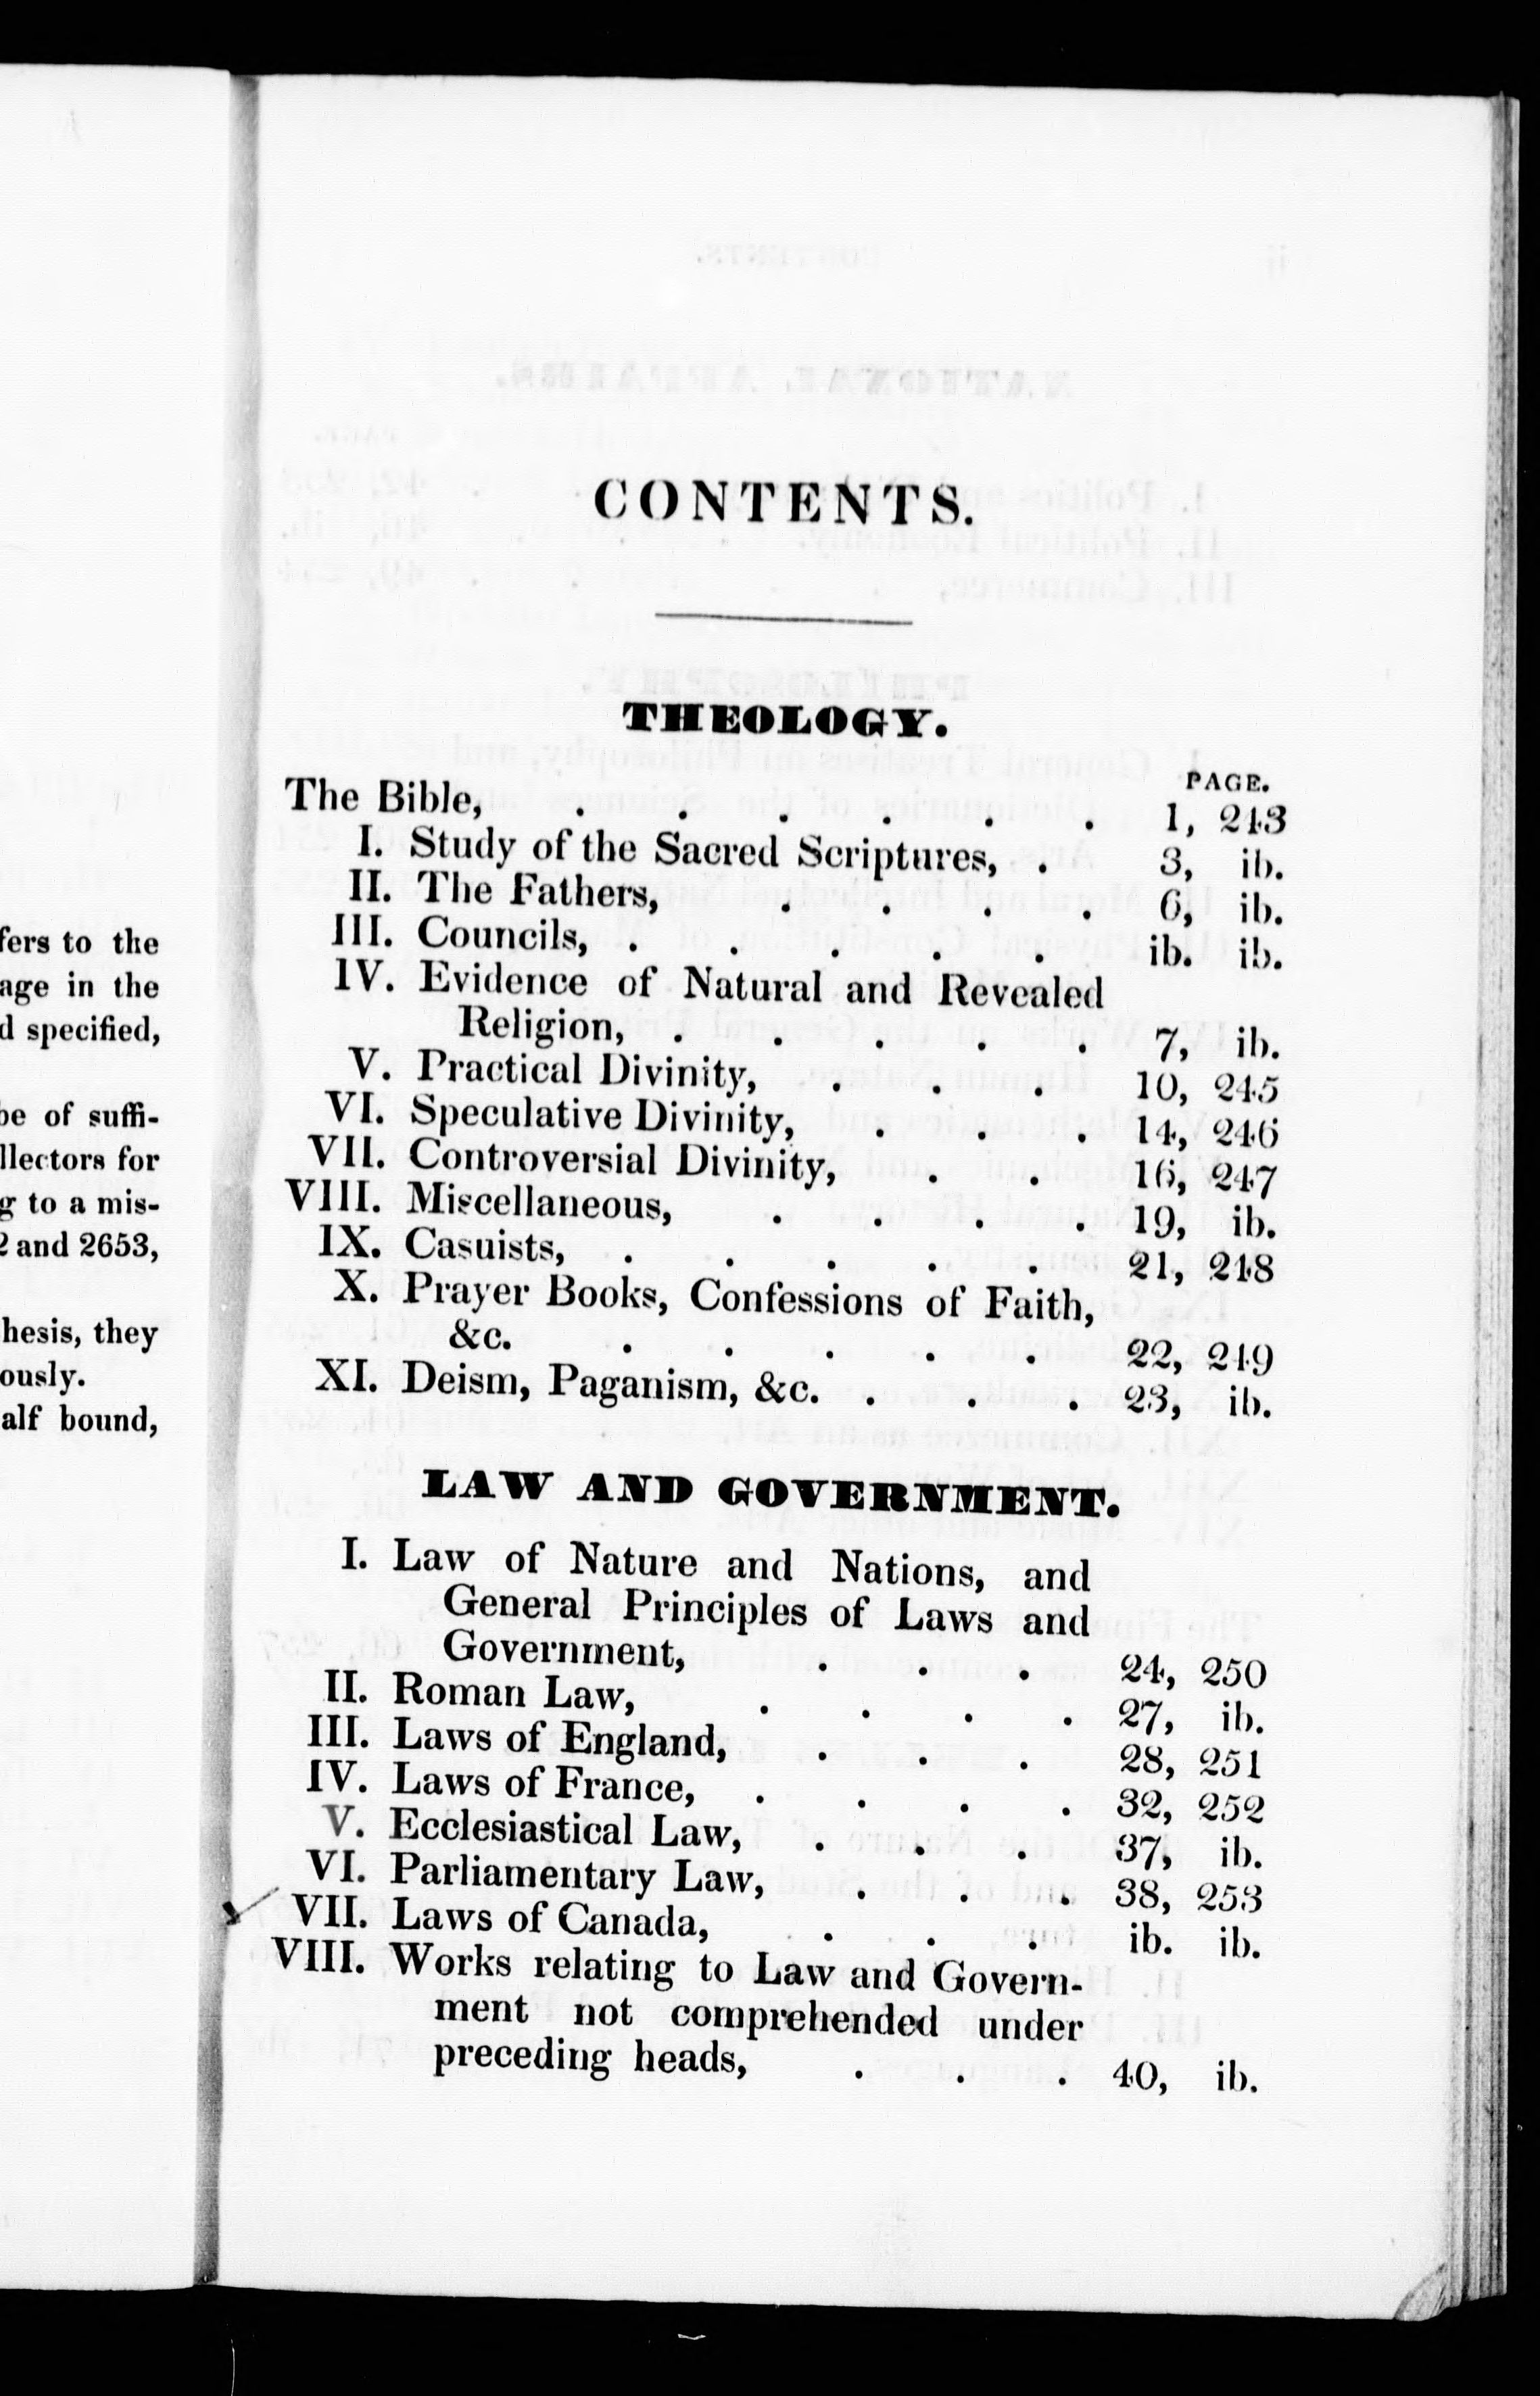 fers to the
age in the
d specified,
be of suffi-
llectors for
g to a mis-
2 and 2653,
hesis, they
ously.
alf bound,
CONTENTS.
THEOLOGY.
PAGE.
The Bible, . . . . . . 1, 243
I. Study of the Sacred Scriptures, . 3, ib.
II. The Fathers, . . . . 6, ib.
III. Councils, . . . . . ib. ib.
IV. Evidence of Natural and Revealed
Religion, . . . . . 7, ib.
V. Practical Divinity, . . . 10, 245
VI. Speculative Divinity, . . . 14, 246
VII. Controversial Divinity, . . 16, 247
VIII. Miscellaneous, . . . . 19, ib.
IX. Casuists, . . . . . 21, 248
X. Prayer Books, Confessions of Faith,
&c. . . . . . 22, 249
XI. Deism, Paganism, &c. . . . 23, ib.
LAW AND GOVERNMENT.
I. Law of Nature and Nations, and
General Principles of Laws and
Government, . . . 24, 250
II. Roman Law, . . . . 27, ib.
III. Laws of England, . . . 28, 251
IV. Laws of France, . . . . 32, 252
V. Ecclesiastical Law, . . . 37, ib.
VI. Parliamentary Law, . . . 38, 253
VII. Laws of Canada, . . . ib. ib.
VIII. Works relating to Law and Govern-
ment not comprehended under
preceding heads, . . . 40, ib.